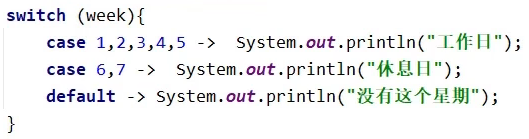 switch (week){
    case 1,2,3,4,5 ->  System.out.println("工作日");
    case 6,7 ->  System.out.println("休息日");
    default -> System.out.println("没有这个星期");
}